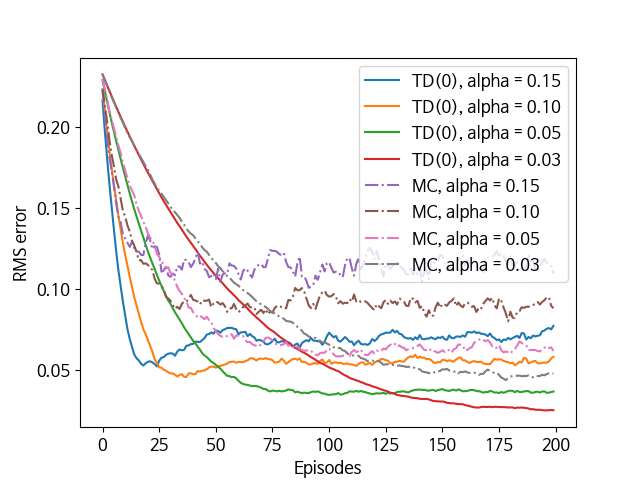 TD(0), alpha = 0.15
TD(0), alpha = 0.10
TD(0), alpha = 0.05
TD(0), alpha = 0.03
MC, alpha = 0.15
MC, alpha = 0.10
MC, alpha = 0.05
MC, alpha = 0.03
RMS error
0.20
0.15
0.10
0.05
0 25 50 75 100 125 150 175 200
Episodes